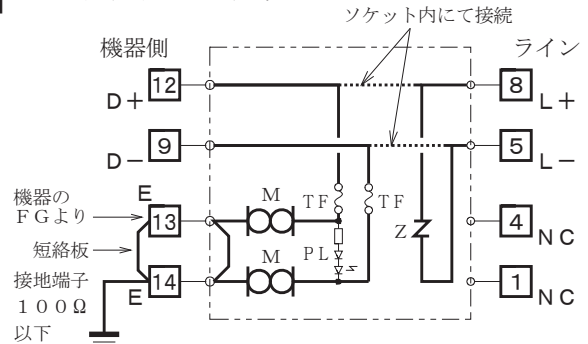 ソケット内にて接続
機器側
ライン
12
8
D+
L+
9
5
D−
L−
機器の
FGより
E
13
M
TF
TF
4
NC
Z
短絡板
PL
M
接地端子
100Ω
以下
E
14
1
NC